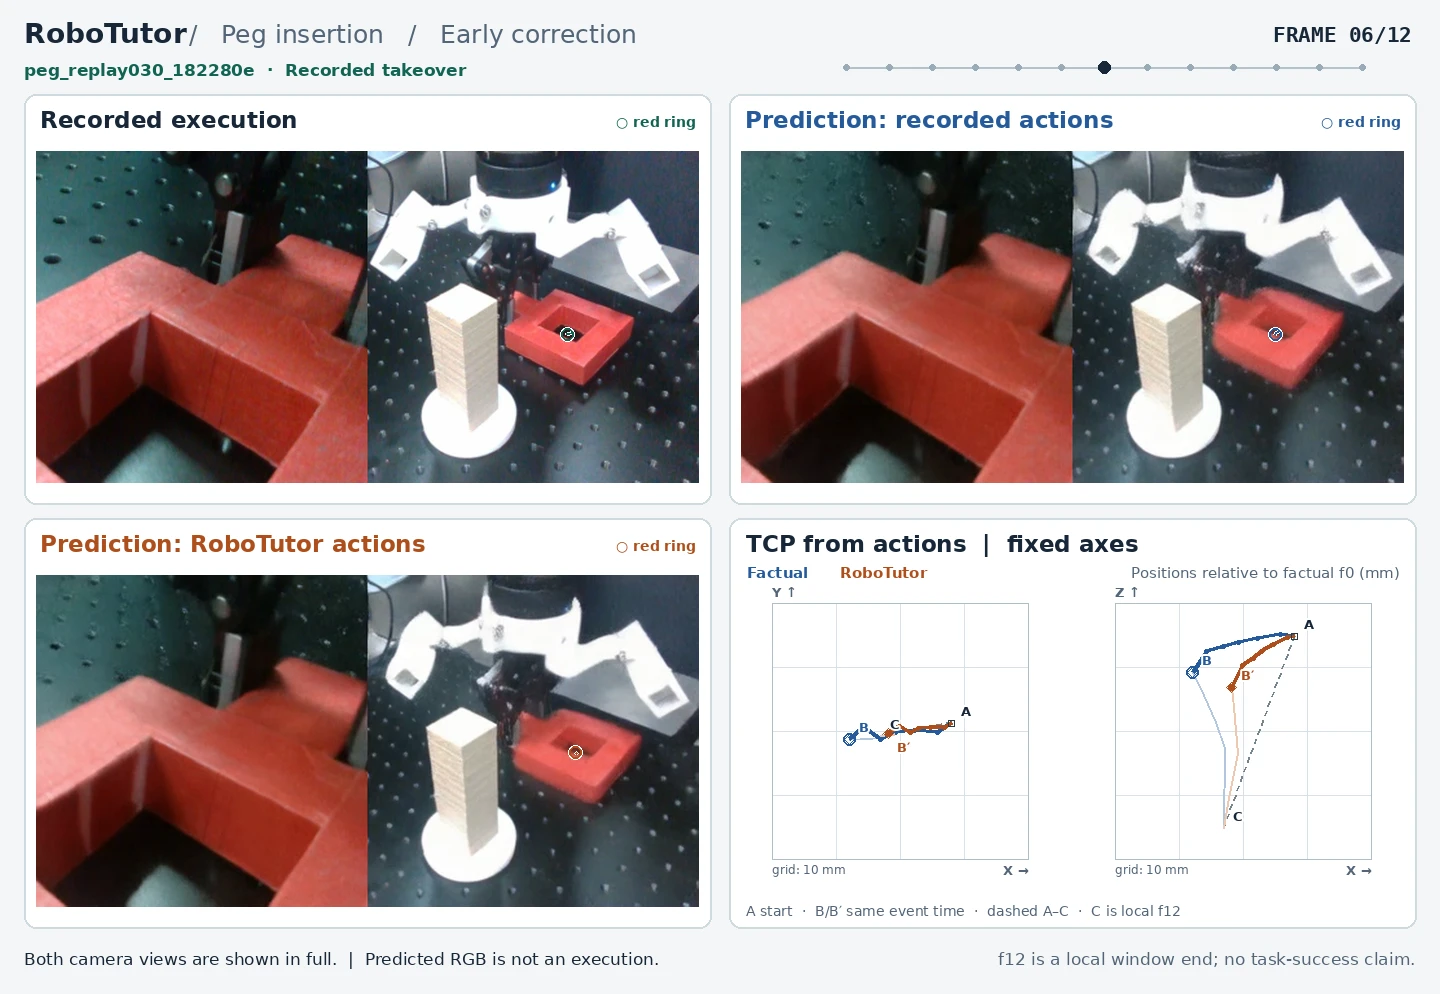 RoboTutor / Peg insertion / Early correction
FRAME 06/12
peg_replay030_182280e · Recorded takeover
Recorded execution
○ red ring
Prediction: recorded actions
○ red ring
Prediction: RoboTutor actions
○ red ring
TCP from actions | fixed axes
Factual RoboTutor
Positions relative to factual f0 (mm)
Y ↑
A
B
C
B′
grid: 10 mm
X →
Z ↑
A
B
B′
C
grid: 10 mm
X →
A start · B/B′ same event time · dashed A–C · C is local f12
Both camera views are shown in full. | Predicted RGB is not an execution.
f12 is a local window end; no task-success claim.